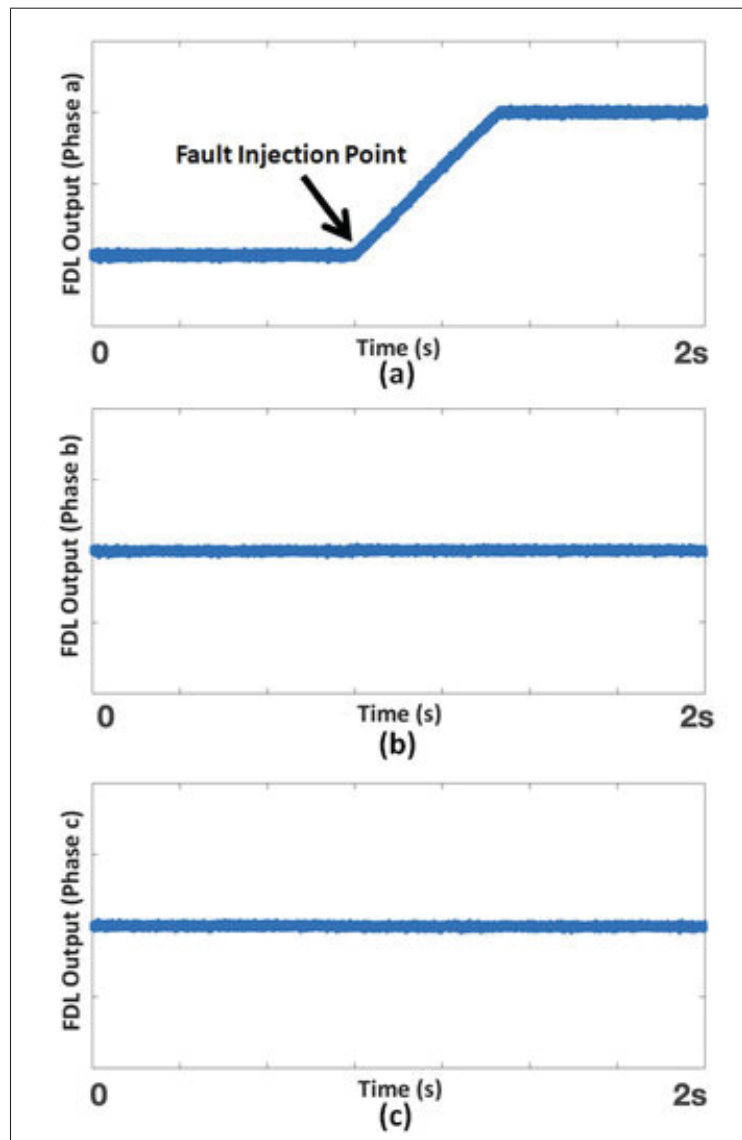 FDL Output (Phase a)
Fault Injection Point
0
Time (s)
2s
(a)
FDL Output (Phase b)
0
Time (s)
2s
(b)
FDL Output (Phase c)
0
Time (s)
2s
(c)